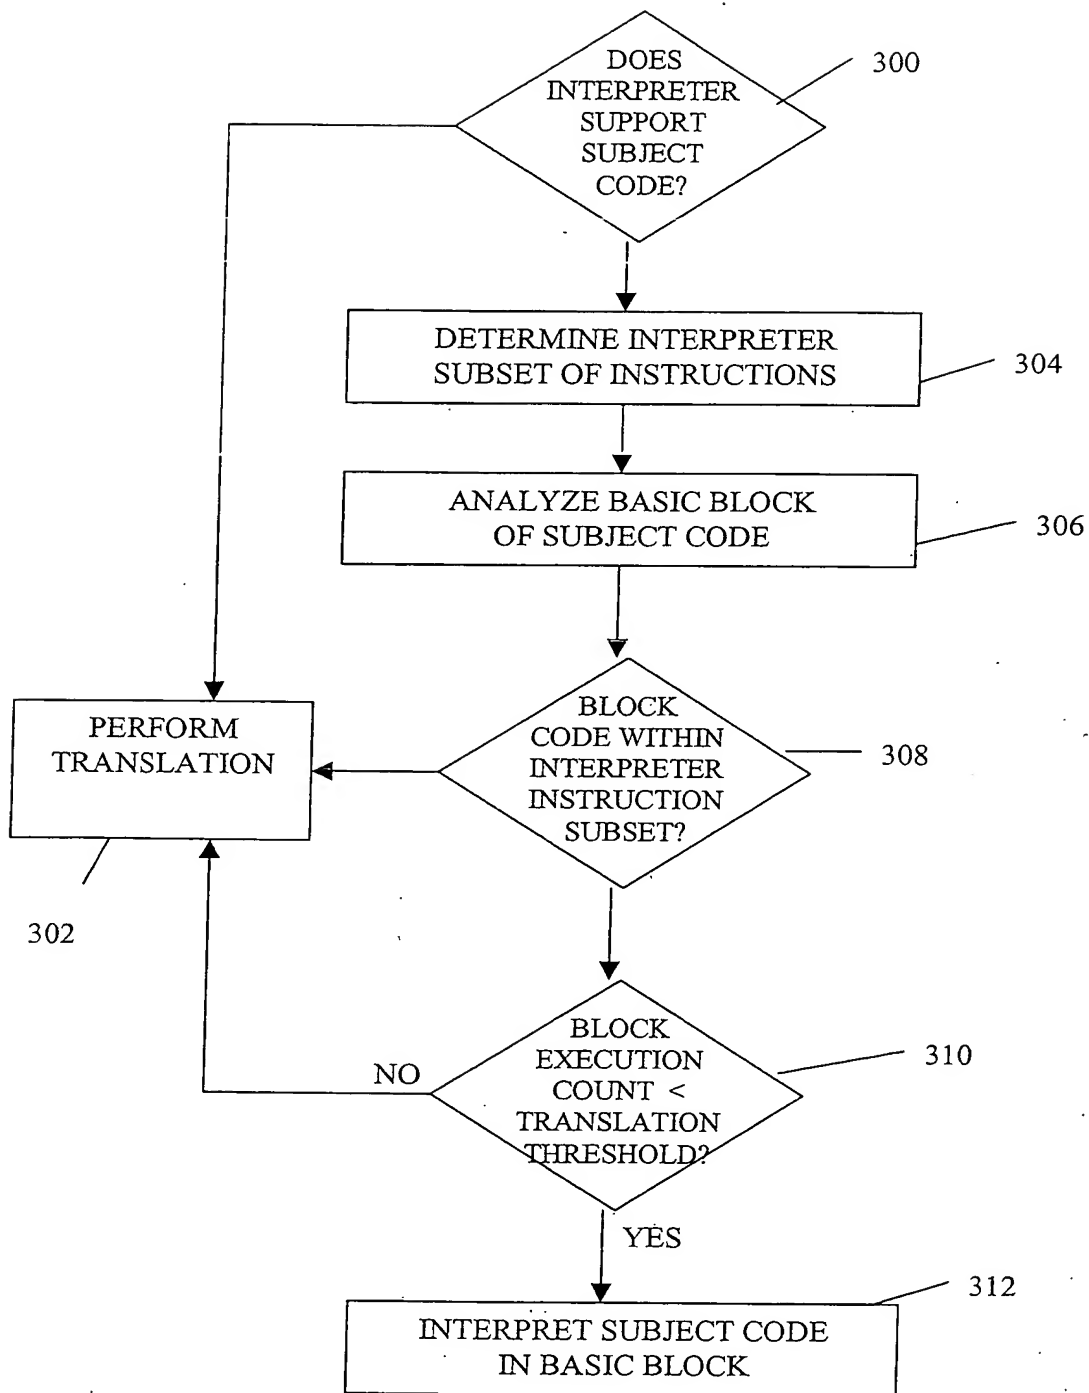 DOES
INTERPRETER
SUPPORT
SUBJECT
CODE?
300
DETERMINE INTERPRETER
SUBSET OF INSTRUCTIONS
304
ANALYZE BASIC BLOCK
OF SUBJECT CODE
306
PERFORM
TRANSLATION
302
BLOCK
CODE WITHIN
INTERPRETER
INSTRUCTION
SUBSET?
308
BLOCK
EXECUTION
COUNT <
TRANSLATION
THRESHOLD?
310
NO
YES
312
INTERPRET SUBJECT CODE
IN BASIC BLOCK